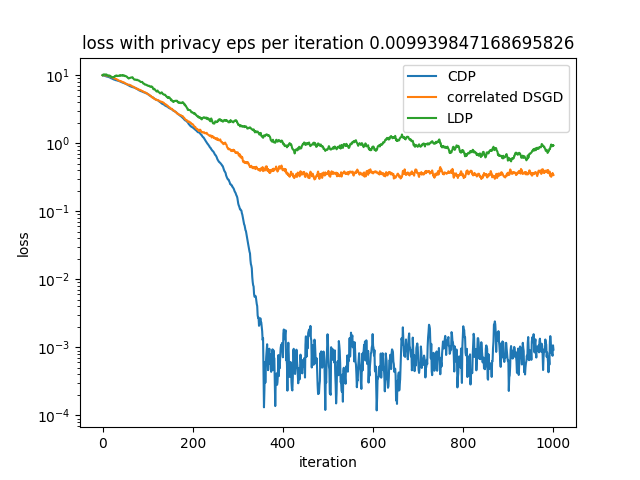 loss with privacy eps per iteration 0.009939847168695826
CDP
correlated DSGD
LDP
loss
10^1
10^0
10^-1
10^-2
10^-3
10^-4
0
200
400
600
800
1000
iteration